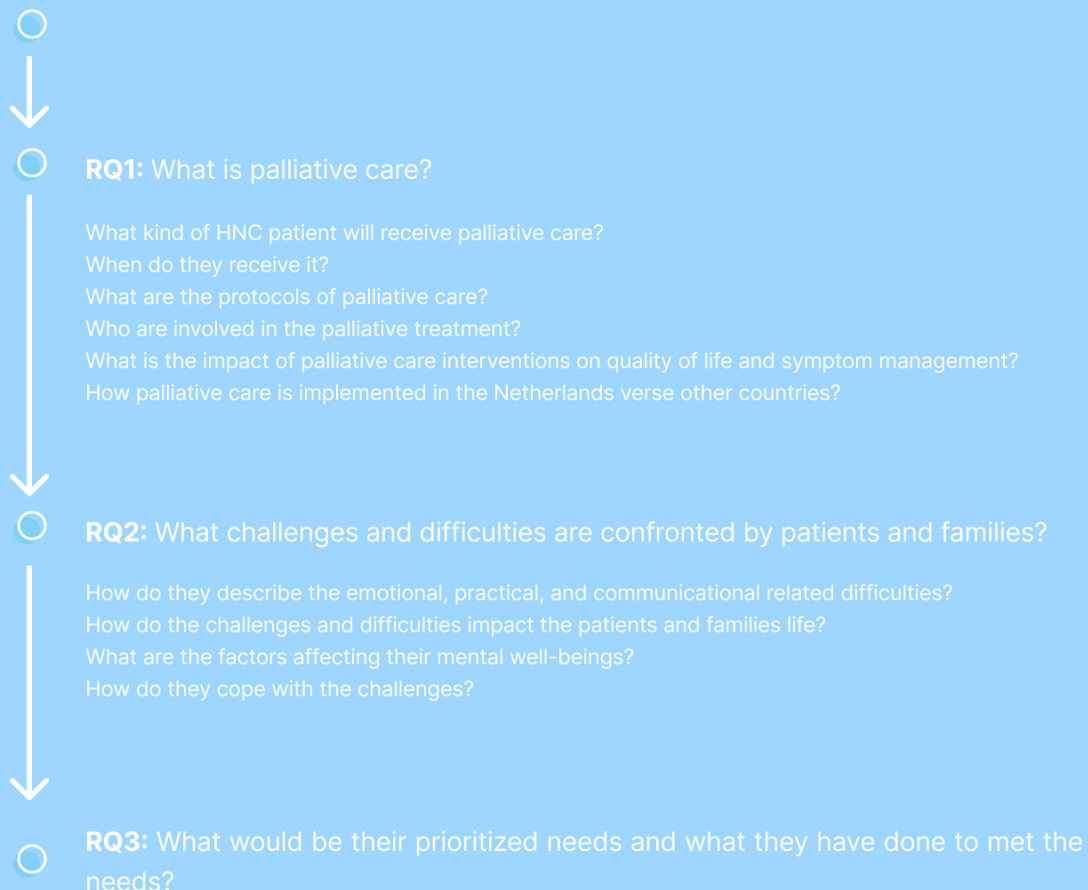 RQ1: What is palliative care?
What kind of HNC patient will receive palliative care?
When do they receive it?
What are the protocols of palliative care?
Who are involved in the palliative treatment?
What is the impact of palliative care interventions on quality of life and symptom management?
How palliative care is implemented in the Netherlands verse other countries?
RQ2: What challenges and difficulties are confronted by patients and families?
How do they describe the emotional, practical, and communicational related difficulties?
How do the challenges and difficulties impact the patients and families life?
What are the factors affecting their mental well-beings?
How do they cope with the challenges?
RQ3: What would be their prioritized needs and what they have done to met the
needs?